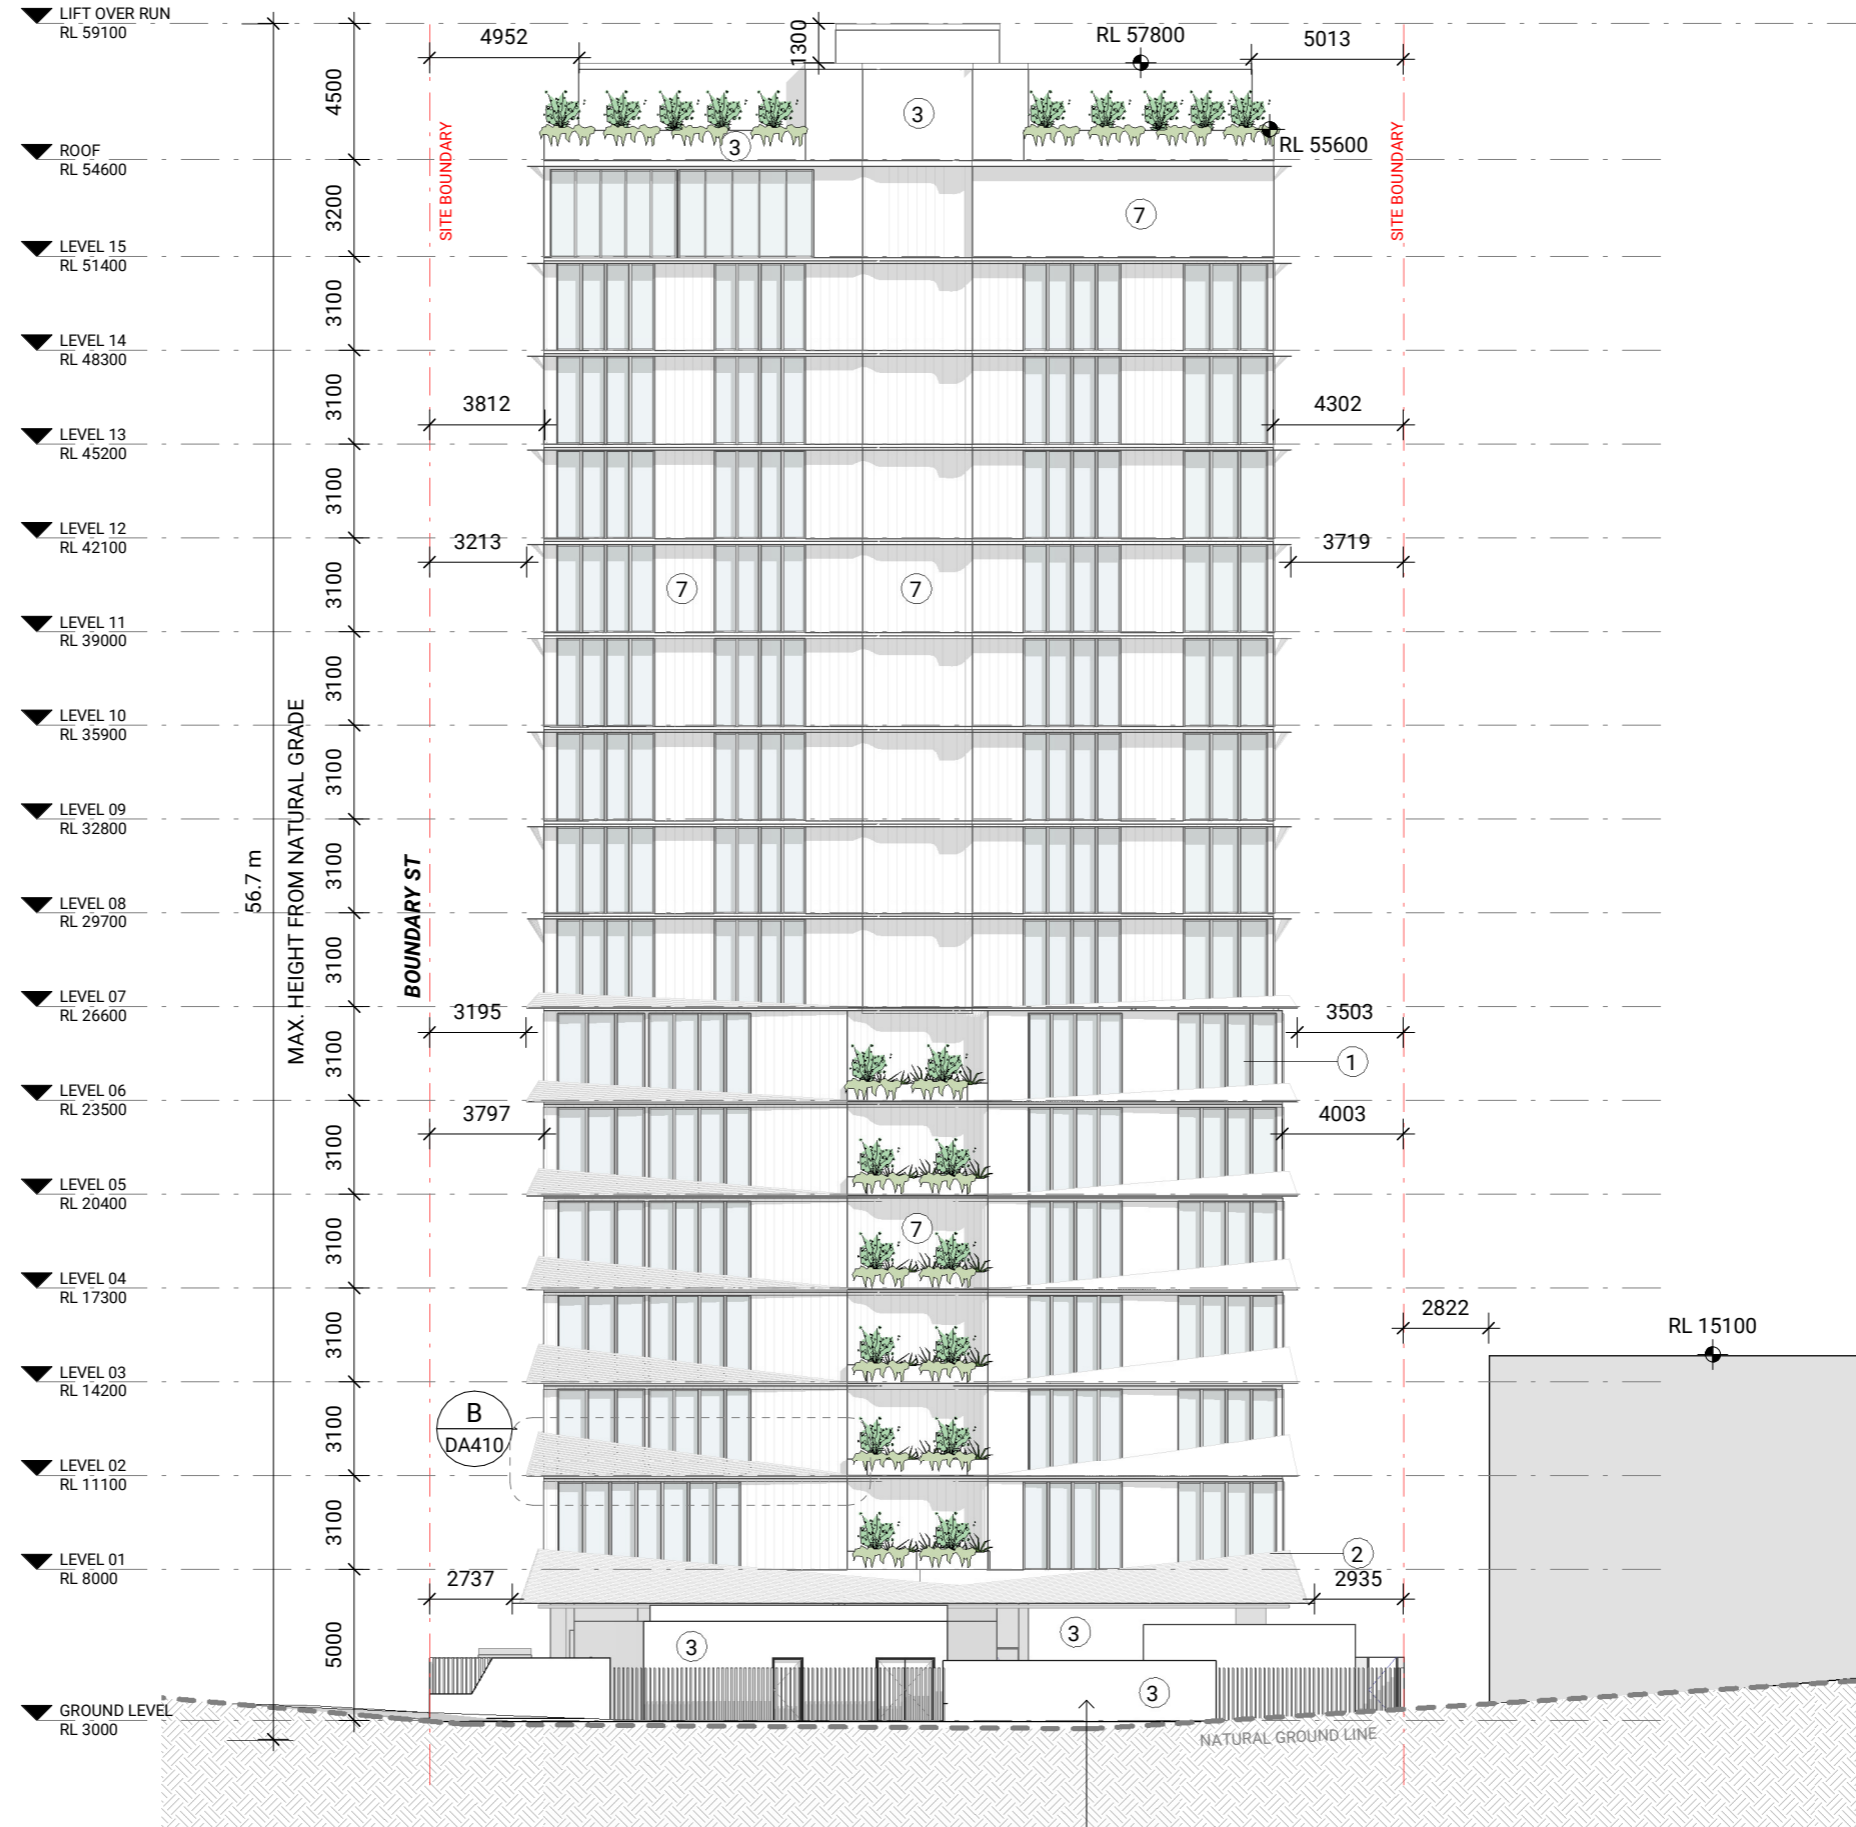 LIFT OVER RUN
RL 59100
4952
1300
RL 57800
5013
4500
3
3
RL 55600
ROOF
RL 54600
SITE BOUNDARY
SITE BOUNDARY
3200
7
LEVEL 15
RL 51400
3100
LEVEL 14
RL 48300
3100
3812
4302
LEVEL 13
RL 45200
3100
LEVEL 12
RL 42100
3213
3719
3100
7
7
LEVEL 11
RL 39000
3100
LEVEL 10
RL 35900
3100
LEVEL 09
RL 32800
56.7 m
MAX. HEIGHT FROM NATURAL GRADE
3100
BOUNDARY ST
LEVEL 08
RL 29700
3100
LEVEL 07
RL 26600
3195
3503
3100
1
LEVEL 06
RL 23500
3797
4003
3100
LEVEL 05
RL 20400
3100
7
LEVEL 04
RL 17300
3100
2822
RL 15100
LEVEL 03
RL 14200
B
DA410
3100
LEVEL 02
RL 11100
3100
LEVEL 01
RL 8000
2
2737
2935
5000
3
3
3
GROUND LEVEL
RL 3000
NATURAL GROUND LINE